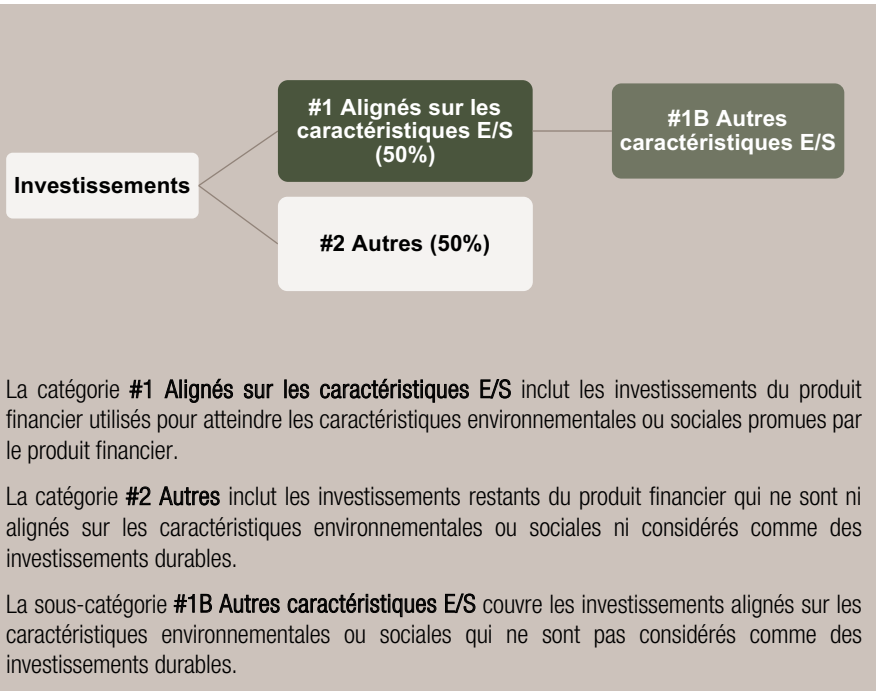 #1 Alignés sur les
caractéristiques E/S
(50%)
#1B Autres
caractéristiques E/S
Investissements
#2 Autres (50%)
La catégorie #1 Alignés sur les caractéristiques E/S inclut les investissements du produit
financier utilisés pour atteindre les caractéristiques environnementales ou sociales promues par
le produit financier.
La catégorie #2 Autres inclut les investissements restants du produit financier qui ne sont ni
alignés sur les caractéristiques environnementales ou sociales ni considérés comme des
investissements durables.
La sous-catégorie #1B Autres caractéristiques E/S couvre les investissements alignés sur les
caractéristiques environnementales ou sociales qui ne sont pas considérés comme des
investissements durables.